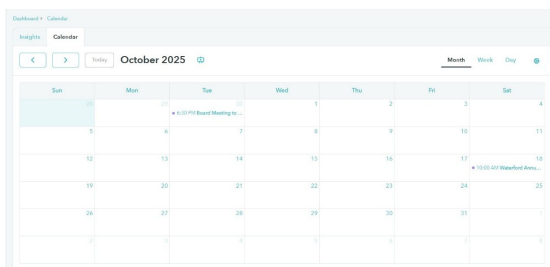 Dashboard > Calendar
Insights Calendar
< > Today October 2025
Month Week Day
Sun Mon Tue Wed Thu Fri Sat
28 29 30 1 2 3 4
6:30 PM Board Meeting to ...
5 6 7 8 9 10 11
12 13 14 15 16 17 18
10:00 AM Waterford Annu...
19 20 21 22 23 24 25
26 27 28 29 30 31 1
2 3 4 5 6 7 8